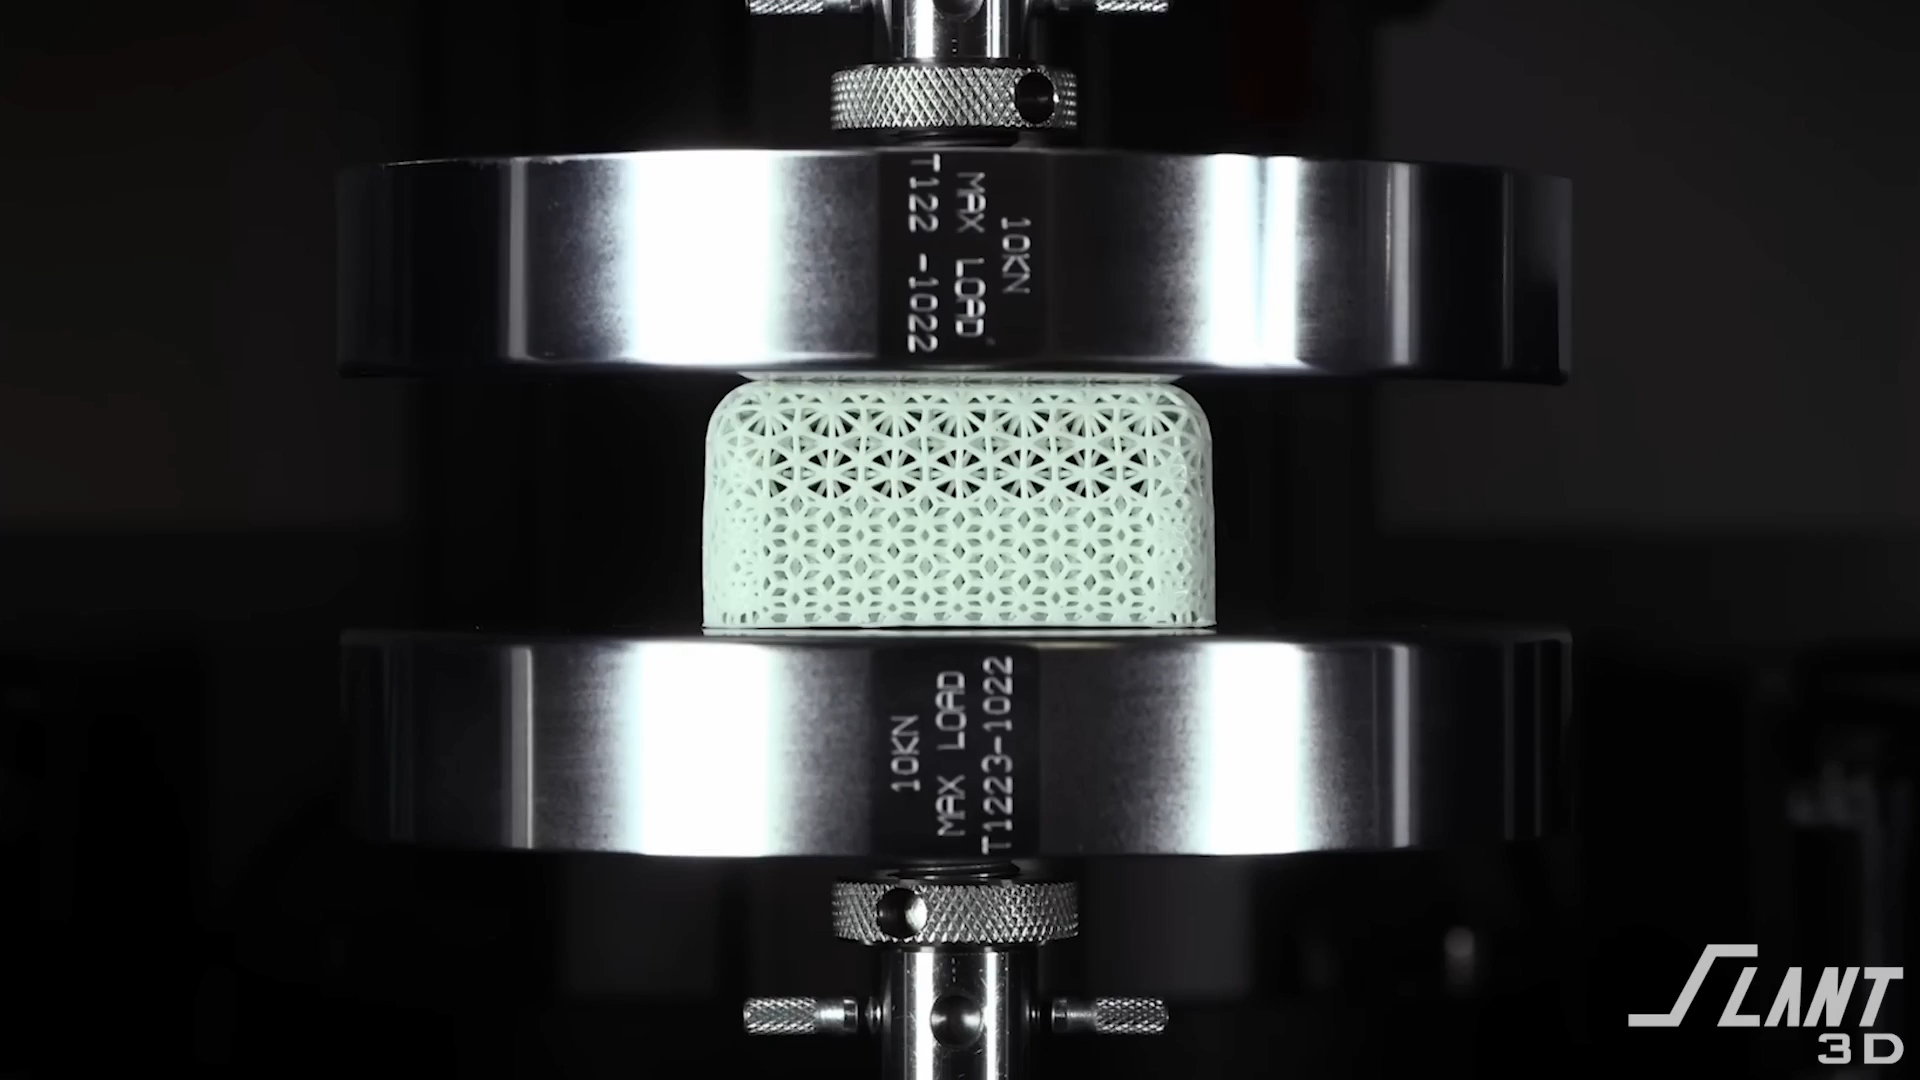 10KN
MAX LOAD
T122 -1022
10KN
MAX LOAD
T1223-1022
SLANT
3D